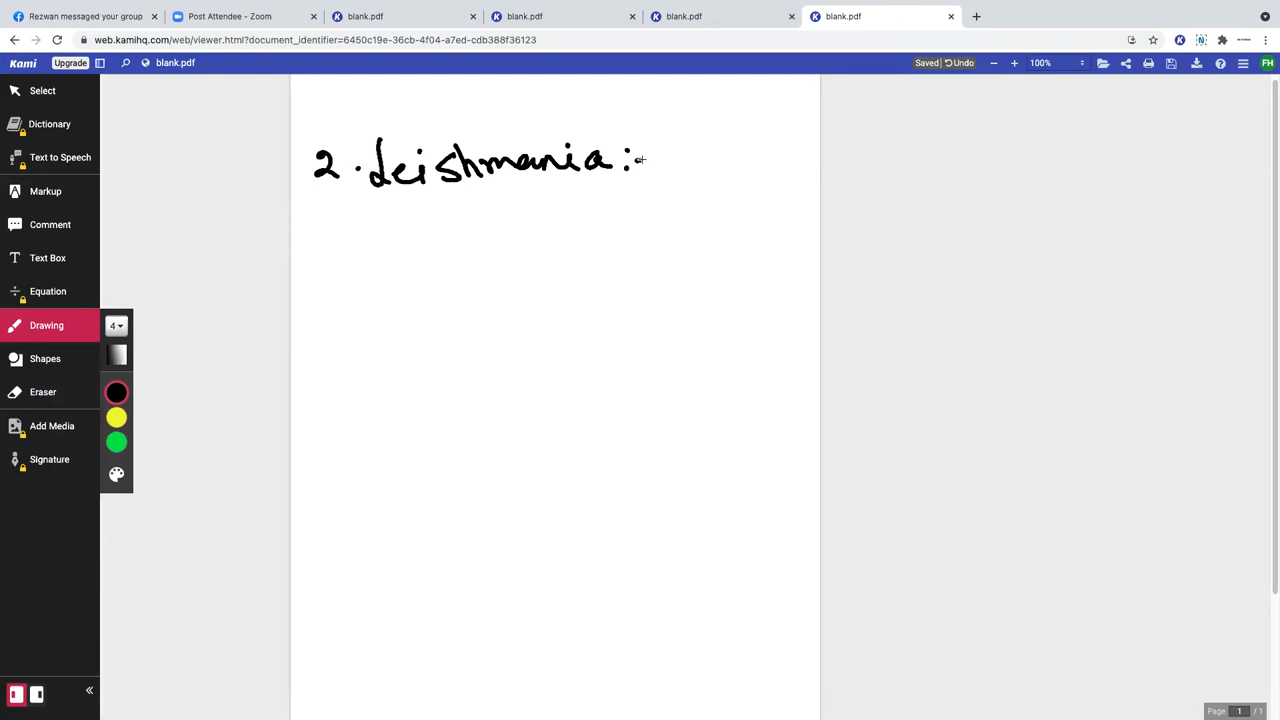 Rezwan messaged your group
Post Attendee - Zoom
blank.pdf
blank.pdf
blank.pdf
blank.pdf
web.kamihq.com/web/viewer.html?document_identifier=6450c19e-36cb-4f04-a7ed-cdb388f36123
Kami
Upgrade
blank.pdf
Saved
Undo
100%
FH
Select
Dictionary
Text to Speech
Markup
Comment
Text Box
Equation
Drawing
Shapes
Eraser
Add Media
Signature
4
2. Leishmania :-
Page 1 / 1